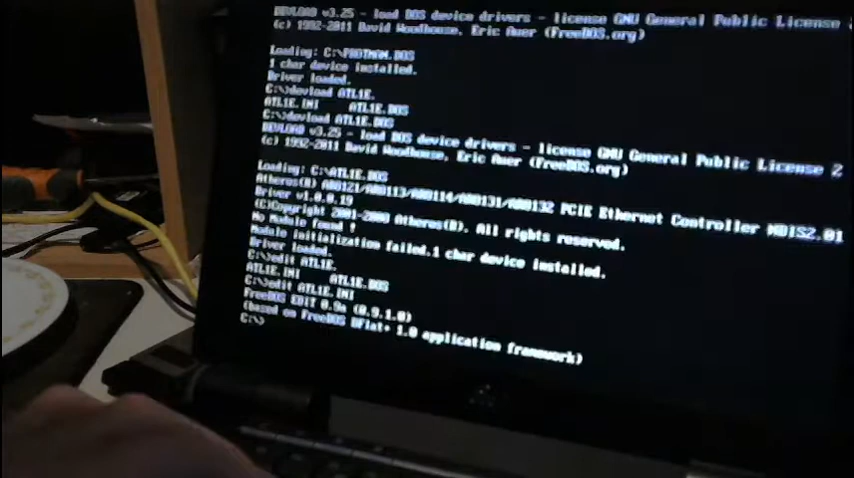 DEVLOAD v3.25 - load DOS device drivers - license GNU General Public License 2
(c) 1992-2011 David Woodhouse, Eric Auer (FreeDOS.org)
Loading: C:\PROTMAN.DOS
1 char device installed.
Driver loaded.
C:\>devload ATL1E.
ATL1E.INI ATL1E.DOS
C:\>devload ATL1E.DOS
DEVLOAD v3.25 - load DOS device drivers - license GNU General Public License 2
(c) 1992-2011 David Woodhouse, Eric Auer (FreeDOS.org)
Loading: C:\ATL1E.DOS
Atheros(R) AR8121/AR8113/AR8114/AR8131/AR8132 PCIE Ethernet Controller NDIS2.01
Driver v1.0.0.19
(C)Copyright 2001-2008 Atheros(R). All rights reserved.
No Module found !
Module initialization failed.1 char device installed.
Driver loaded.
C:\>edit ATL1E.
ATL1E.INI ATL1E.DOS
C:\>edit ATL1E.INI
FreeDOS EDIT 0.9a (0.9.1.0)
(based on FreeDOS DFlat+ 1.0 application framework)
C:\>